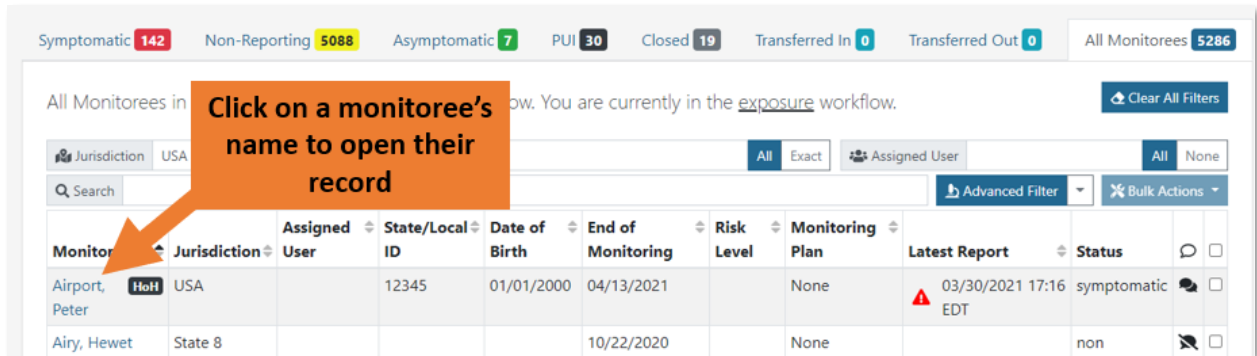 Symptomatic 142 Non-Reporting 5088 Asymptomatic 7 PUI 30 Closed 19 Transferred In 0 Transferred Out 0 All Monitorees 5286
All Monitorees in ow. You are currently in the exposure workflow. Clear All Filters
Click on a monitoree's
name to open their
record
Jurisdiction USA All Exact Assigned User All None
Search Advanced Filter Bulk Actions
Assigned State/Local Date of End of Risk Monitoring
Monitor Jurisdiction User ID Birth Monitoring Level Plan Latest Report Status
Airport, HoH USA 12345 01/01/2000 04/13/2021 None 03/30/2021 17:16 symptomatic
Peter EDT
Airy, Hewet State 8 10/22/2020 None non